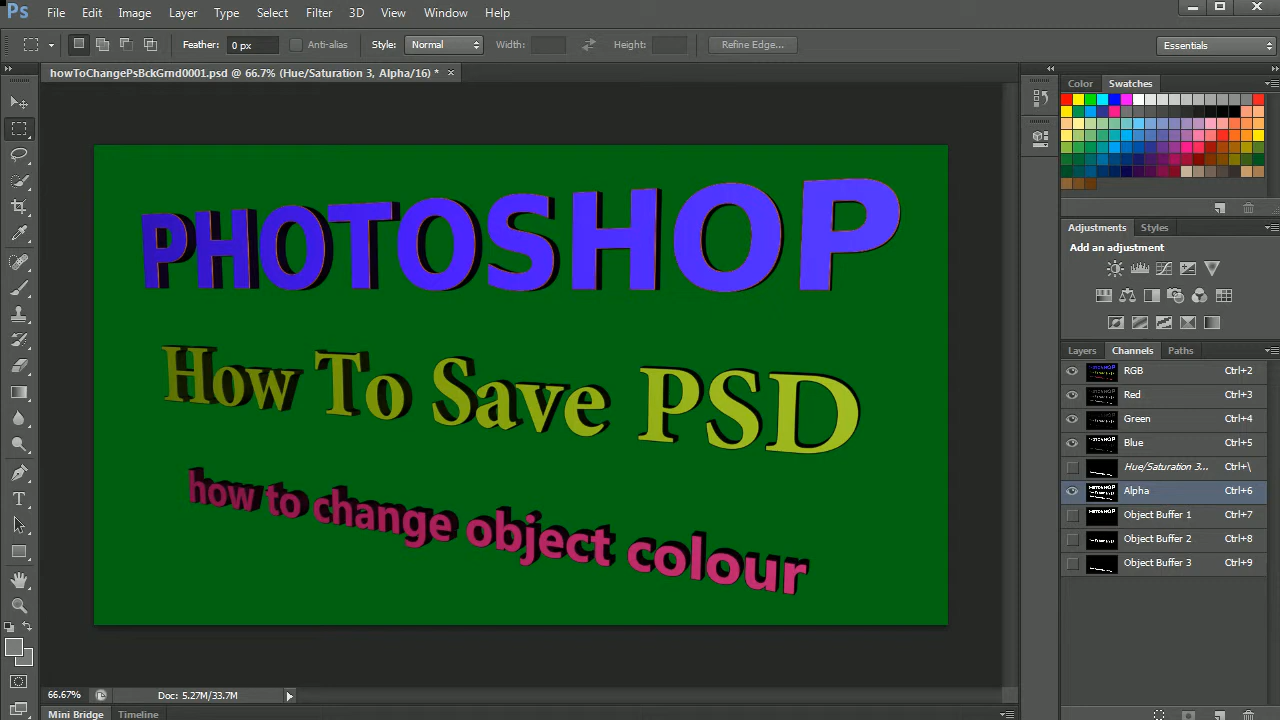 Ps File Edit Image Layer Type Select Filter 3D View Window Help
Feather: 0 px Anti-alias Style: Normal Width: Height: Refine Edge... Essentials
howToChangePsBckGrnd0001.psd @ 66.7% (Hue/Saturation 3, Alpha/16) * ×
Color Swatches
PHOTOSHOP
How To Save PSD
how to change object colour
Adjustments Styles
Add an adjustment
Layers Channels Paths
RGB Ctrl+2
Red Ctrl+3
Green Ctrl+4
Blue Ctrl+5
Hue/Saturation 3... Ctrl+\
Alpha Ctrl+6
Object Buffer 1 Ctrl+7
Object Buffer 2 Ctrl+8
Object Buffer 3 Ctrl+9
66.67% Doc: 5.27M/33.7M
Mini Bridge Timeline